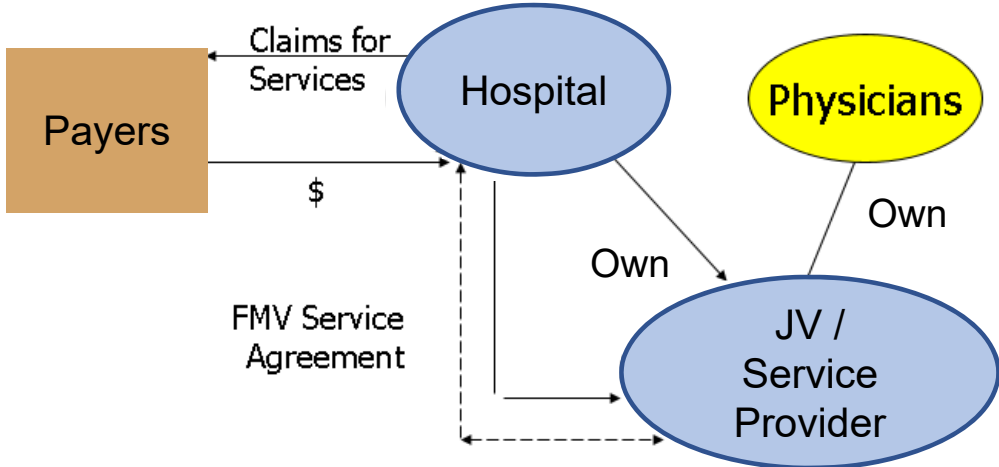 Claims for
Services
Hospital
Physicians
Payers
$
Own
Own
FMV Service
Agreement
JV /
Service
Provider